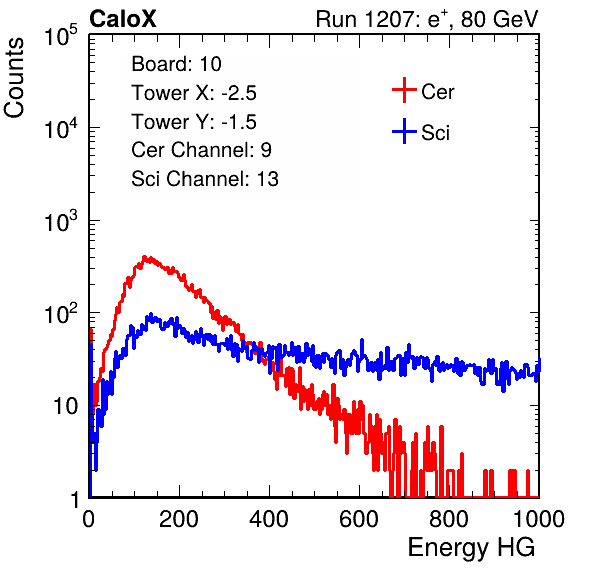 CaloX Run 1207: e⁺, 80 GeV
Counts
10⁵
10⁴
10³
10²
10
1
Board: 10
Tower X: -2.5
Tower Y: -1.5
Cer Channel: 9
Sci Channel: 13
Cer
Sci
0 200 400 600 800 1000
Energy HG